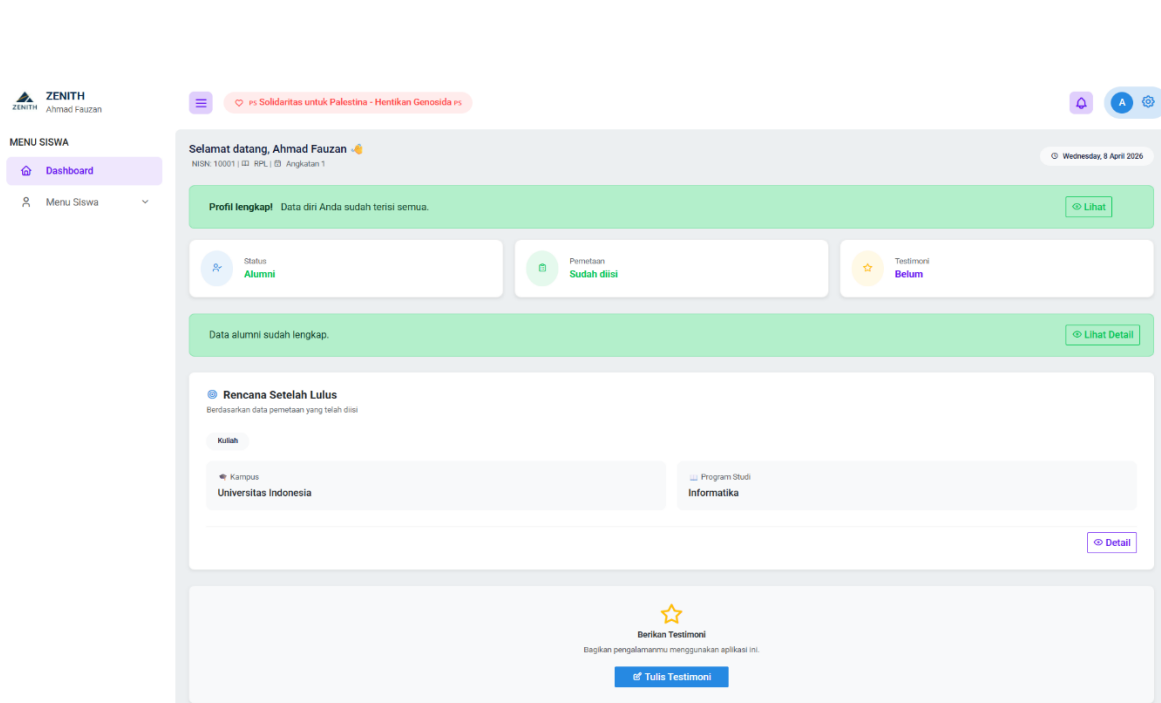 ZENITH
ZENITH
Ahmad Fauzan
PS Solidaritas untuk Palestina - Hentikan Genosida PS
A
MENU SISWA
Dashboard
Menu Siswa
Selamat datang, Ahmad Fauzan 👋
NISN: 10001 | RPL | Angkatan 1
Wednesday, 8 April 2026
Profil lengkap! Data diri Anda sudah terisi semua.
Lihat
Status
Alumni
Pemetaan
Sudah diisi
Testimoni
Belum
Data alumni sudah lengkap.
Lihat Detail
Rencana Setelah Lulus
Berdasarkan data pemetaan yang telah diisi
Kuliah
Kampus
Universitas Indonesia
Program Studi
Informatika
Detail
Berikan Testimoni
Bagikan pengalamanmu menggunakan aplikasi ini.
Tulis Testimoni